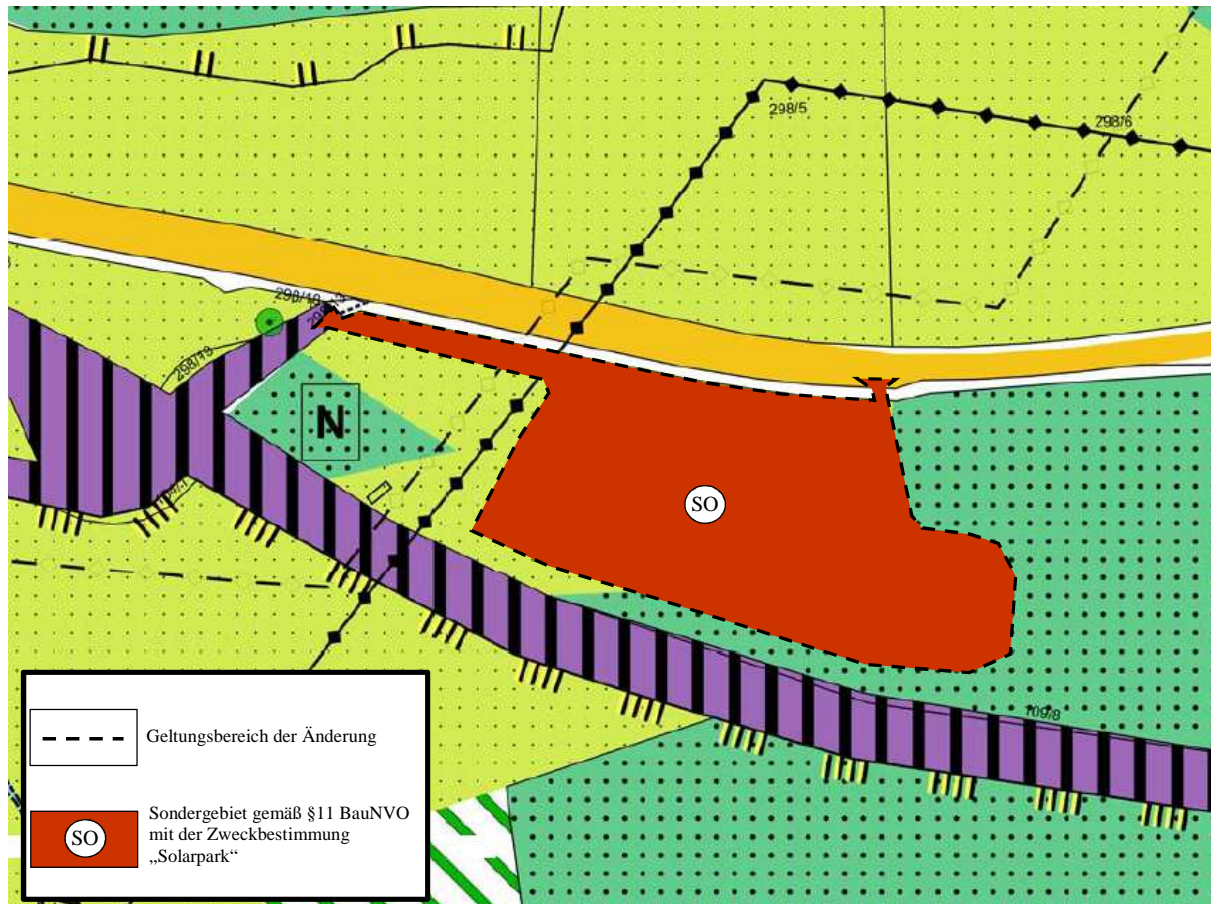 298/5
298/6
298/19
N
SO
109/8
Geltungsbereich der Änderung
SO
Sondergebiet gemäß §11 BauNVO
mit der Zweckbestimmung
„Solarpark“